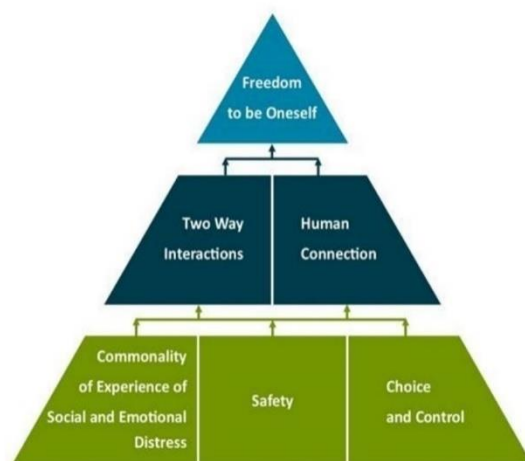 Freedom
to be Oneself
Two Way
Interactions
Human
Connection
Commonality
of Experience of
Social and Emotional
Distress
Safety
Choice
and Control